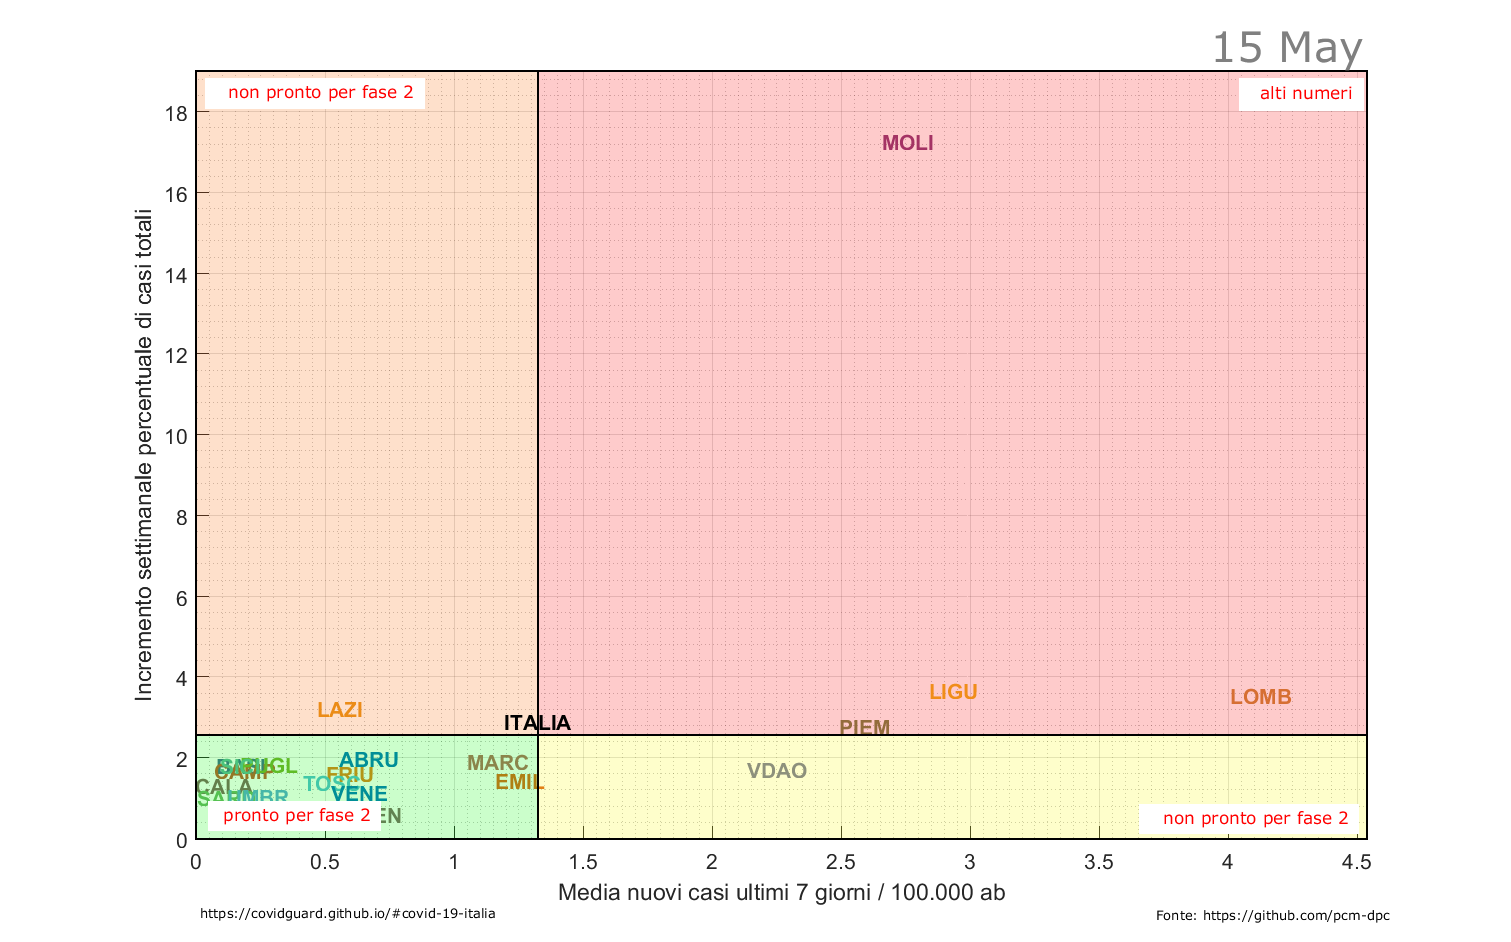 15 May
non pronto per fase 2
alti numeri
18
16
14
12
10
8
6
4
2
0
Incremento settimanale percentuale di casi totali
MOLI
LIGU
LOMB
LAZI
ITALIA
PIEM
ABRU
MARC
VDAO
PUGL
CAMP
FRIU
EMIL
TOSC
CALA
VENE
SARD
UMBR
EN
pronto per fase 2
non pronto per fase 2
0 0.5 1 1.5 2 2.5 3 3.5 4 4.5
Media nuovi casi ultimi 7 giorni / 100.000 ab
https://covidguard.github.io/#covid-19-italia
Fonte: https://github.com/pcm-dpc